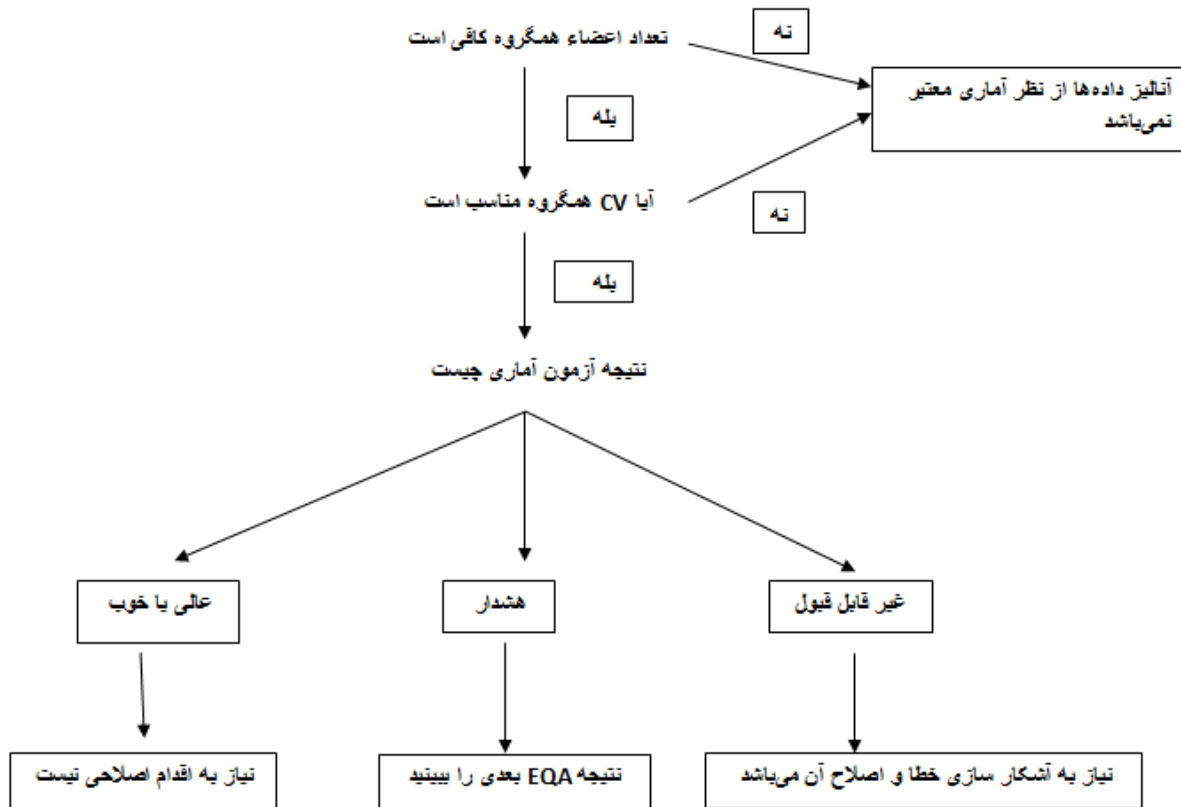 تعداد اعضاء همگروه کافی است
نه
آنالیز داده‌ها از نظر آماری معتبر
نمی‌باشد
بله
آیا CV همگروه مناسب است
نه
بله
نتیجه آزمون آماری چیست
غیر قابل قبول
هشدار
عالی یا خوب
نیاز به آشکار سازی خطا و اصلاح آن می‌باشد
نتیجه EQA بعدی را ببینید
نیاز به اقدام اصلاحی نیست